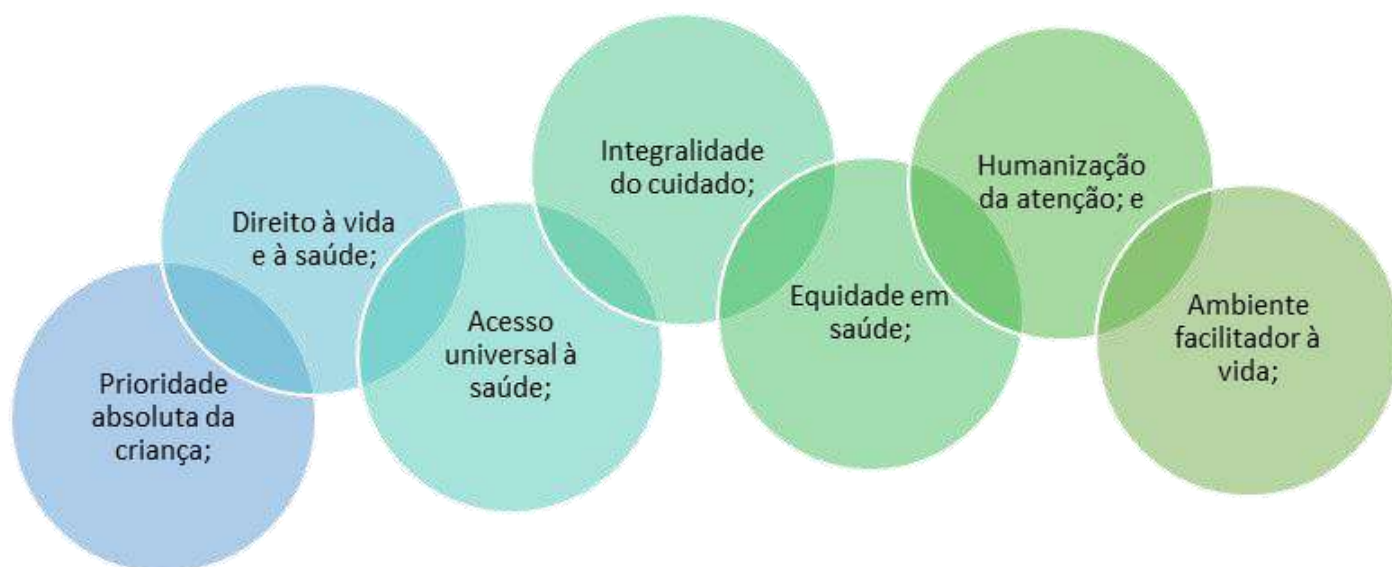 Prioridade
absoluta da
criança;
Direito à vida
e à saúde;
Acesso
universal à
saúde;
Integralidade
do cuidado;
Equidade em
saúde;
Humanização
da atenção; e
Ambiente
facilitador à
vida;